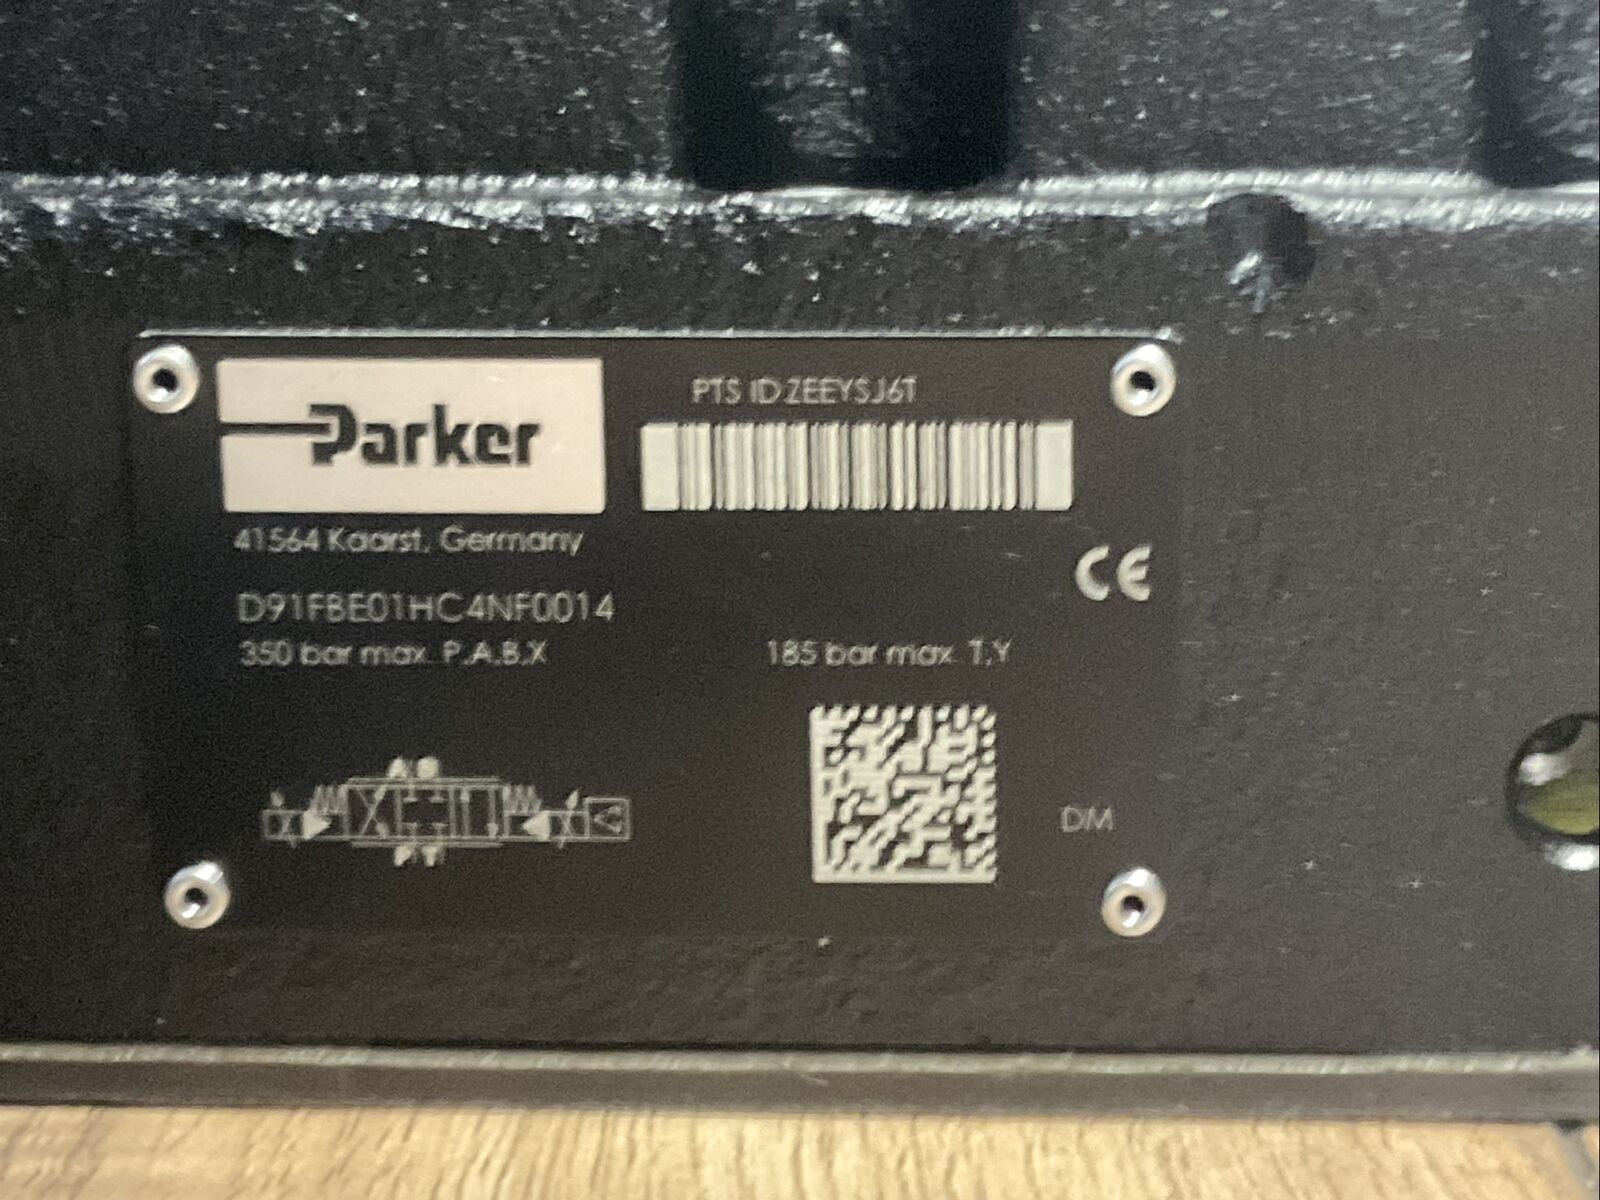 Parker
PTS ID ZEEYSJ6T
41564 Kaarst, Germany
CE
D91FBE01HC4NF0014
350 bar max. P,A,B,X
185 bar max. T,Y
A B
P T
DM